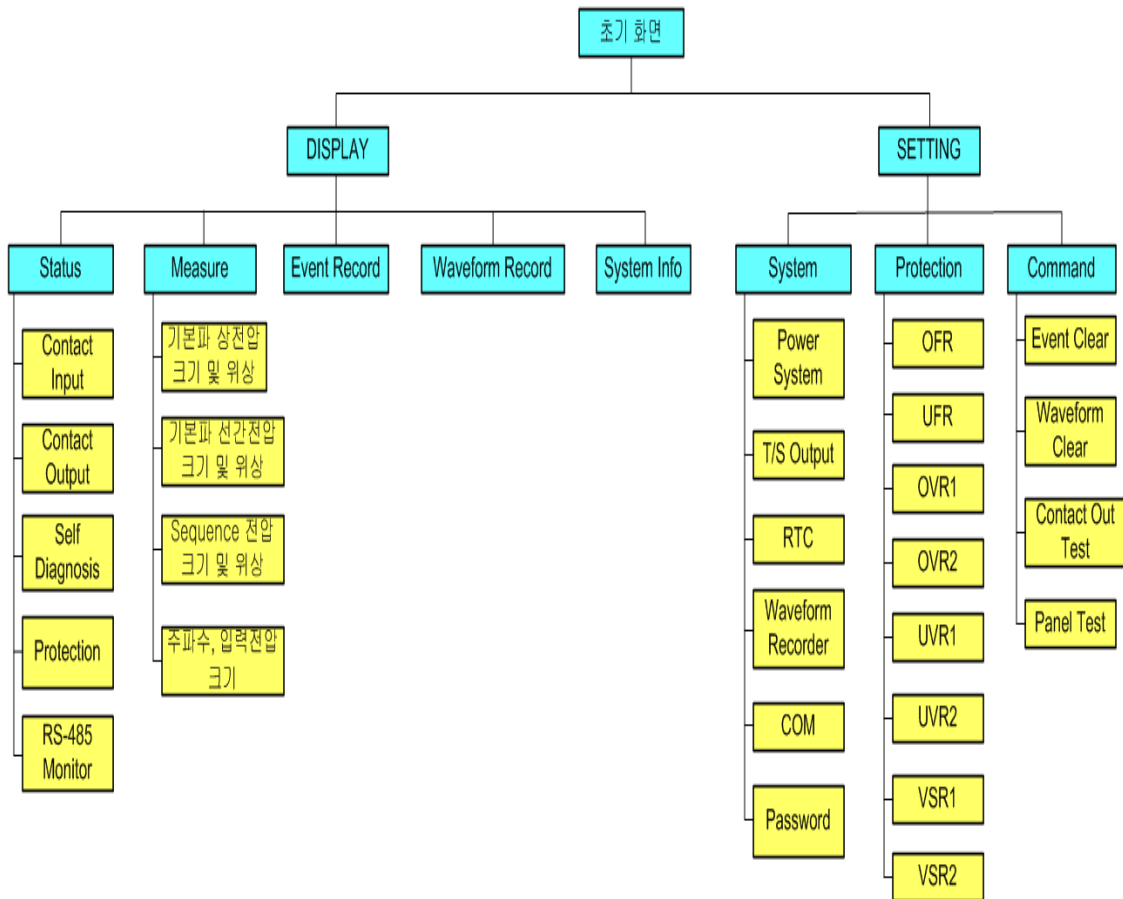 초기 화면
DISPLAY
SETTING
Status
Measure
Event Record
Waveform Record
System Info
System
Protection
Command
Contact
Input
Contact
Output
Self
Diagnosis
Protection
RS-485
Monitor
기본파 상전압
크기 및 위상
기본파 선간전압
크기 및 위상
Sequence 전압
크기 및 위상
주파수, 입력전압
크기
Power
System
T/S Output
RTC
Waveform
Recorder
COM
Password
OFR
UFR
OVR1
OVR2
UVR1
UVR2
VSR1
VSR2
Event Clear
Waveform
Clear
Contact Out
Test
Panel Test